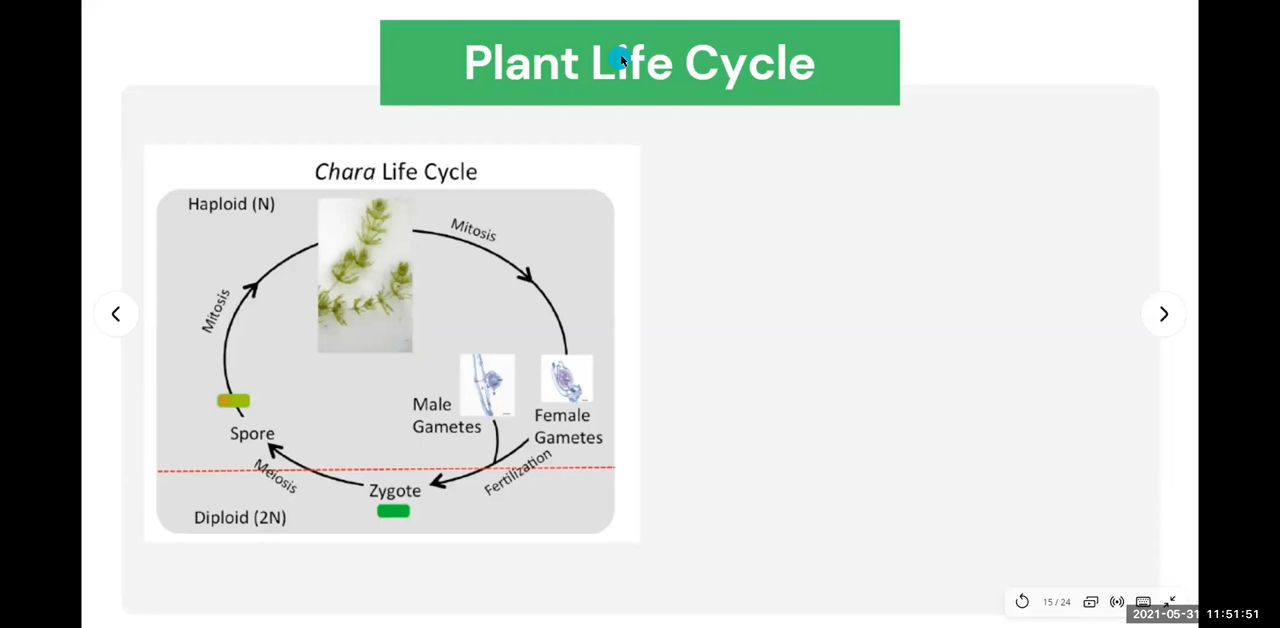 Plant Life Cycle
Chara Life Cycle
Haploid (N)
Mitosis
Mitosis
Male
Gametes
Female
Gametes
Spore
Meiosis
Fertilization
Zygote
Diploid (2N)
15 / 24
2021-05-31 11:51:51